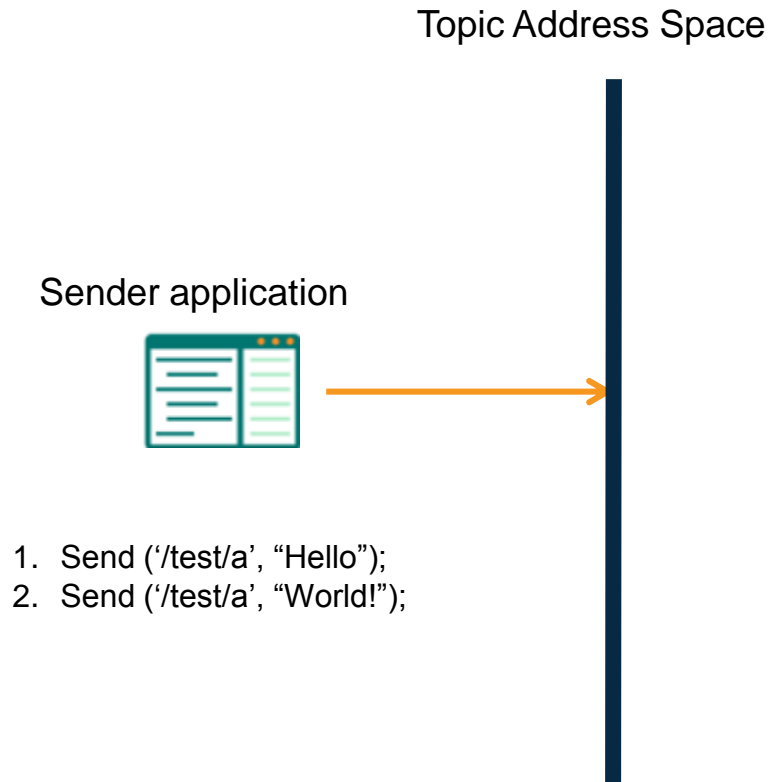 Topic Address Space
Sender application
1. Send (‘/test/a’, “Hello”);
2. Send (‘/test/a’, “World!”);